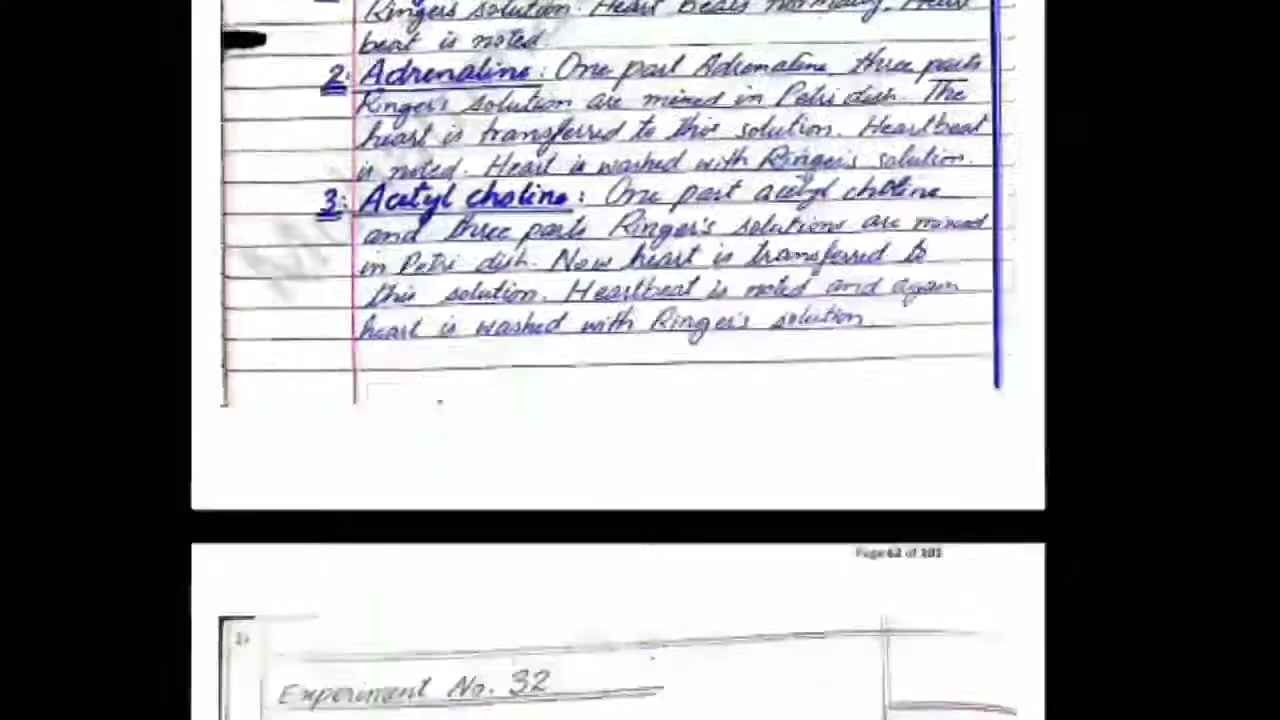 Ringer's solution. Heart beats normally. Heart
beat is noted.
2: Adrenaline: One part Adrenaline three parts
Ringer's solution are mixed in Petri dish. The
heart is transferred to this solution. Heartbeat
is noted. Heart is washed with Ringer's solution.
3: Acetyl choline: One part acetyl choline
and three parts Ringer's solutions are mixed
in Petri dish. Now heart is transferred to
this solution. Heartbeat is noted and again
heart is washed with Ringer's solution
Page 62 of 101
Experiment No. 32